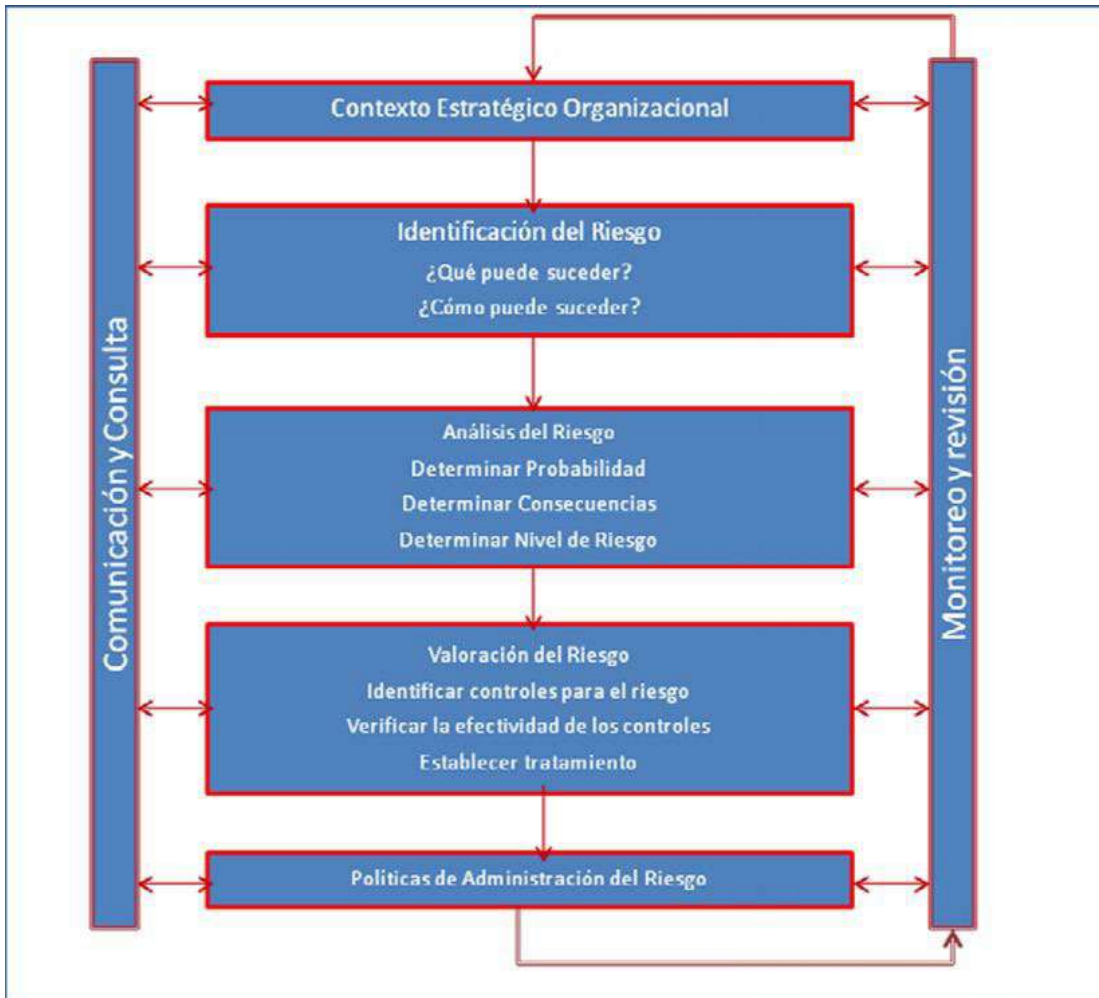 Contexto Estratégico Organizacional
Identificación del Riesgo
¿Qué puede suceder?
¿Cómo puede suceder?
Análisis del Riesgo
Determinar Probabilidad
Determinar Consecuencias
Determinar Nivel de Riesgo
Valoración del Riesgo
Identificar controles para el riesgo
Verificar la efectividad de los controles
Establecer tratamiento
Políticas de Administración del Riesgo
Comunicación y Consulta
Monitoreo y revisión